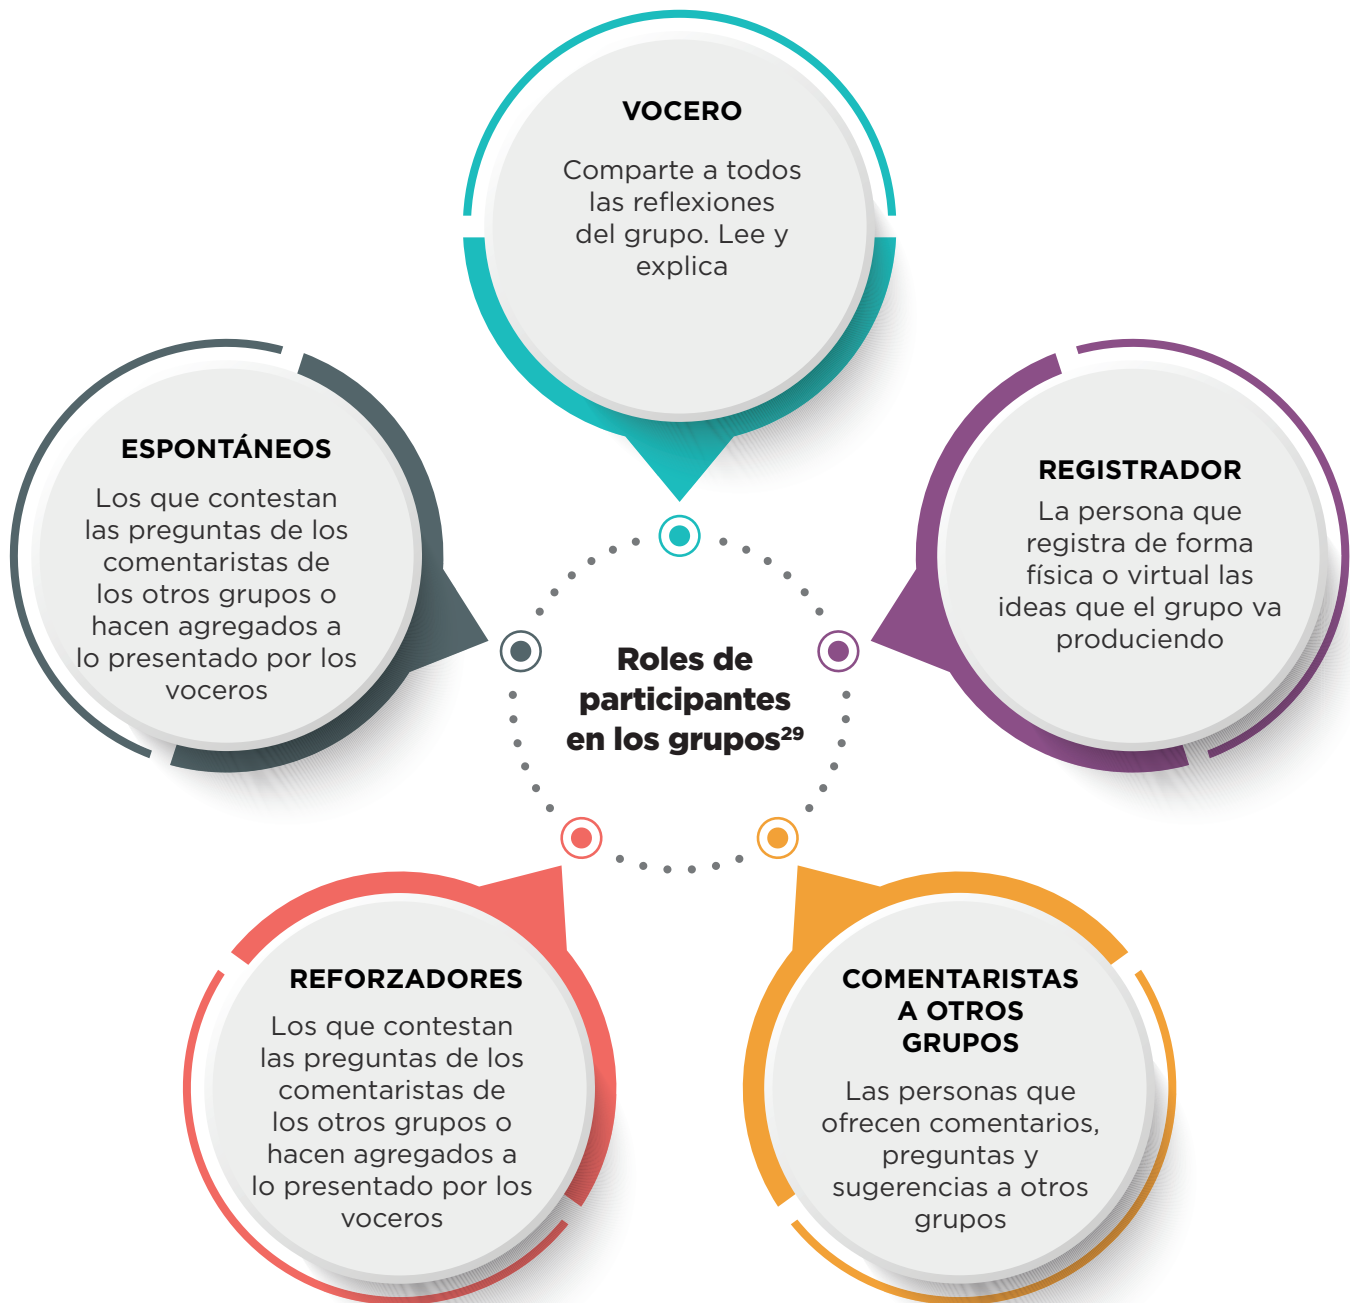 VOCERO
Comparte a todos
las reflexiones
del grupo. Lee y
explica
ESPONTÁNEOS
Los que contestan
las preguntas de los
comentaristas de
los otros grupos o
hacen agregados a
lo presentado por los
voceros
REGISTRADOR
La persona que
registra de forma
física o virtual las
ideas que el grupo va
produciendo
Roles de
participantes
en los grupos²⁹
REFORZADORES
Los que contestan
las preguntas de los
comentaristas de
los otros grupos o
hacen agregados a
lo presentado por los
voceros
COMENTARISTAS
A OTROS
GRUPOS
Las personas que
ofrecen comentarios,
preguntas y
sugerencias a otros
grupos